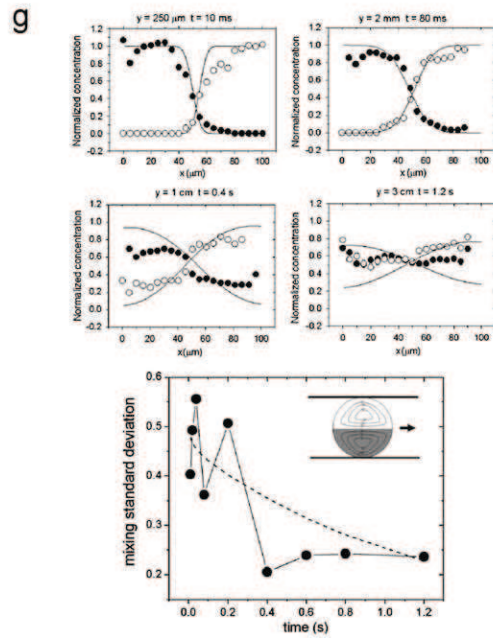 g
y = 250 µm t = 10 ms
y = 2 mm t = 80 ms
Normalized concentration
1.2
1.0
0.8
0.6
0.4
0.2
0.0
-0.2
0 20 40 60 80 100
x(µm)
Normalized concentration
1.2
1.0
0.8
0.6
0.4
0.2
0.0
-0.2
0 20 40 60 80 100
x(µm)
y = 1 cm t = 0.4 s
y = 3 cm t = 1.2 s
Normalized concentration
1.2
1.0
0.8
0.6
0.4
0.2
0.0
-0.2
0 20 40 60 80 100
x(µm)
Normalized concentration
1.2
1.0
0.8
0.6
0.4
0.2
0.0
-0.2
0 20 40 60 80 100
x(µm)
mixing standard deviation
0.6
0.5
0.4
0.3
0.2
0.0 0.2 0.4 0.6 0.8 1.0 1.2
time (s)